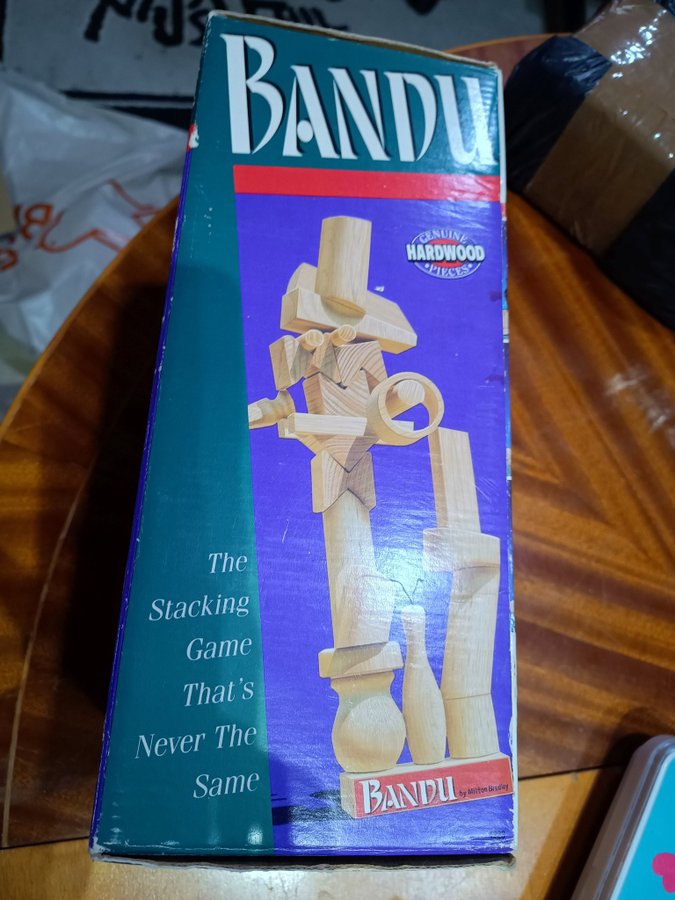 BANDU
GENUINE
HARDWOOD
PIECES
The
Stacking
Game
That's
Never The
Same
BANDU by Milton Bradley